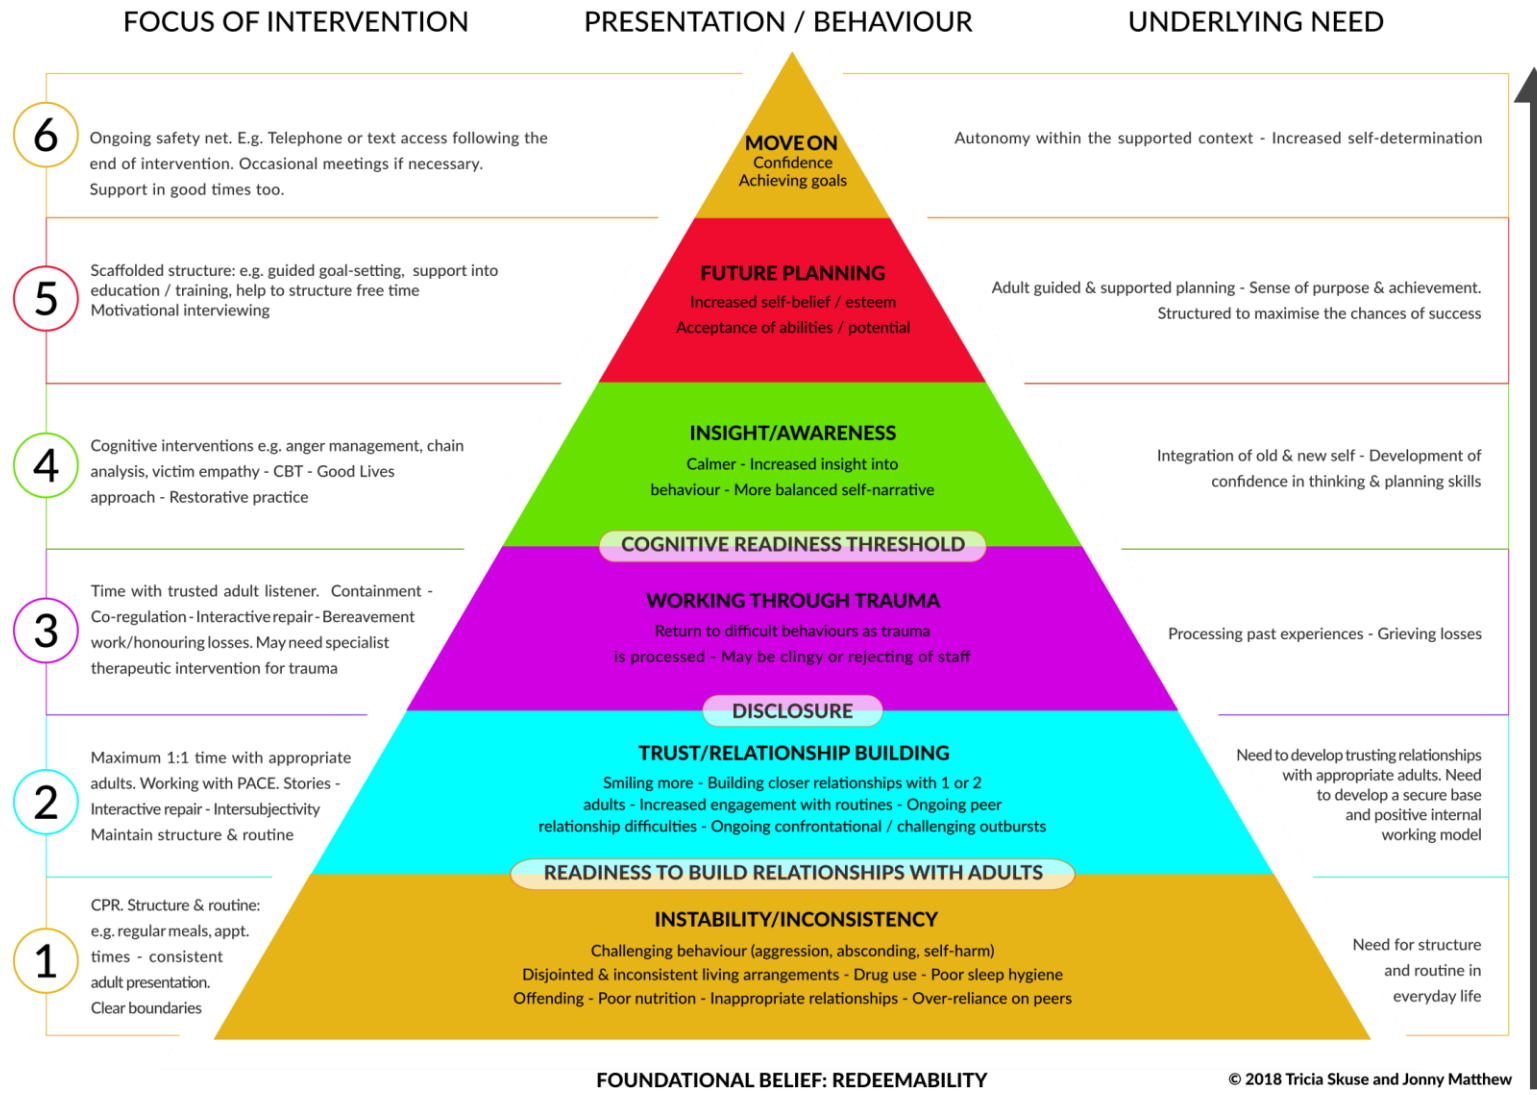 FOCUS OF INTERVENTION
PRESENTATION / BEHAVIOUR
UNDERLYING NEED
6
Ongoing safety net. E.g. Telephone or text access following the
end of intervention. Occasional meetings if necessary.
Support in good times too.
MOVE ON
Confidence
Achieving goals
Autonomy within the supported context - Increased self-determination
5
Scaffolded structure: e.g. guided goal-setting, support into
education / training, help to structure free time
Motivational interviewing
FUTURE PLANNING
Increased self-belief / esteem
Acceptance of abilities / potential
Adult guided & supported planning - Sense of purpose & achievement.
Structured to maximise the chances of success
4
Cognitive interventions e.g. anger management, chain
analysis, victim empathy - CBT - Good Lives
approach - Restorative practice
INSIGHT/AWARENESS
Calmer - Increased insight into
behaviour - More balanced self-narrative
Integration of old & new self - Development of
confidence in thinking & planning skills
COGNITIVE READINESS THRESHOLD
3
Time with trusted adult listener. Containment -
Co-regulation - Interactive repair - Bereavement
work/honouring losses. May need specialist
therapeutic intervention for trauma
WORKING THROUGH TRAUMA
Return to difficult behaviours as trauma
is processed - May be clingy or rejecting of staff
Processing past experiences - Grieving losses
DISCLOSURE
2
Maximum 1:1 time with appropriate
adults. Working with PACE. Stories -
Interactive repair - Intersubjectivity
Maintain structure & routine
TRUST/RELATIONSHIP BUILDING
Smiling more - Building closer relationships with 1 or 2
adults - Increased engagement with routines - Ongoing peer
relationship difficulties - Ongoing confrontational / challenging outbursts
Need to develop trusting relationships
with appropriate adults. Need
to develop a secure base
and positive internal
working model
READINESS TO BUILD RELATIONSHIPS WITH ADULTS
1
CPR. Structure & routine:
e.g. regular meals, appt.
times - consistent
adult presentation.
Clear boundaries
INSTABILITY/INCONSISTENCY
Challenging behaviour (aggression, absconding, self-harm)
Disjointed & inconsistent living arrangements - Drug use - Poor sleep hygiene
Offending - Poor nutrition - Inappropriate relationships - Over-reliance on peers
Need for structure
and routine in
everyday life
FOUNDATIONAL BELIEF: REDEEMABILITY
© 2018 Tricia Skuse and Jonny Matthew